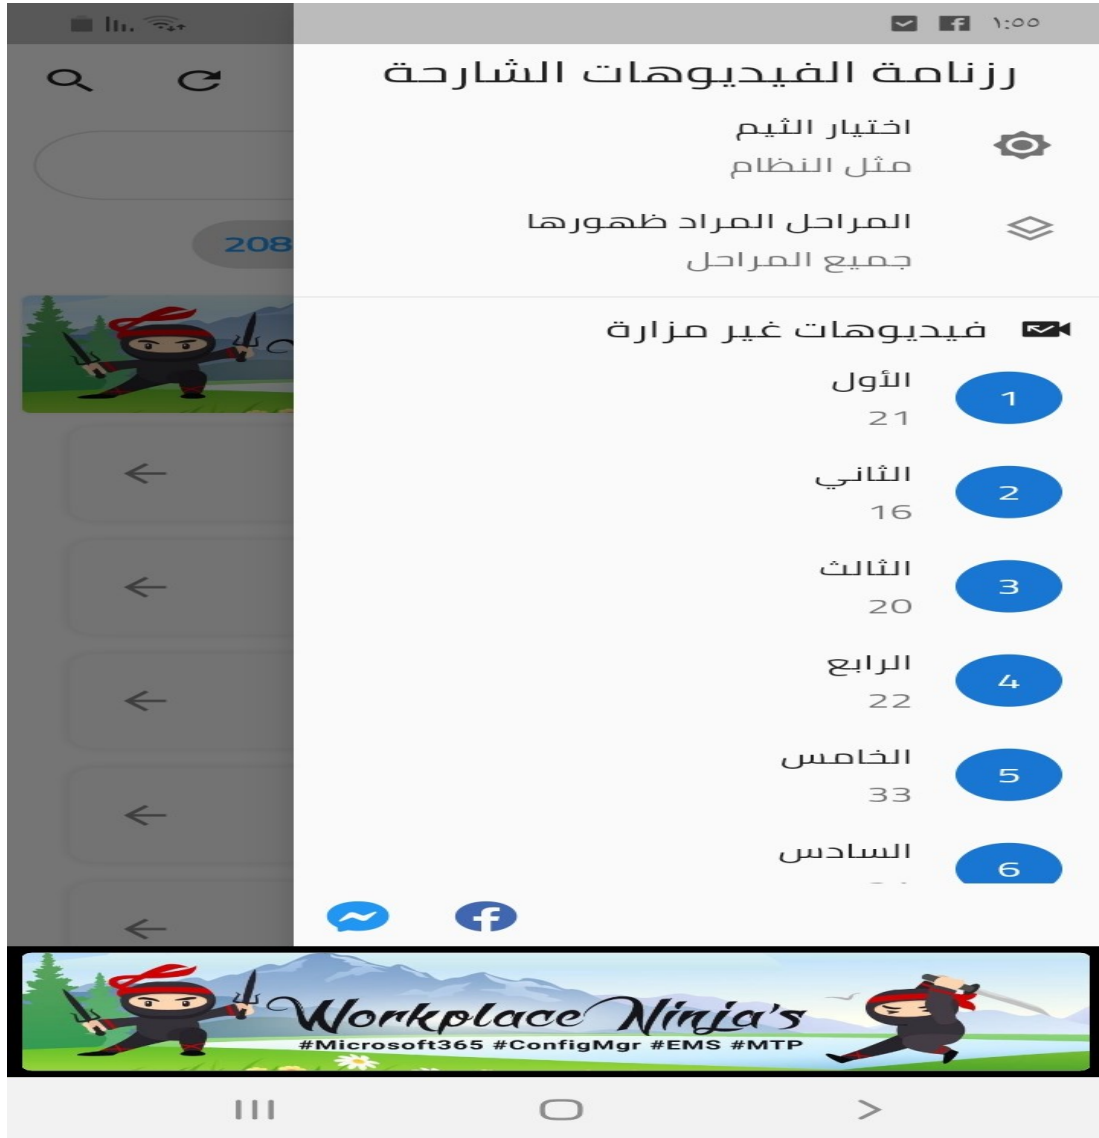 ١:٥٥
رزنامة الفيديوهات الشارحة
اختيار الثيم
مثل النظام
المراحل المراد ظهورها
جميع المراحل
208
فيديوهات غير مزارة
1
الأول
21
2
الثاني
16
3
الثالث
20
4
الرابع
22
5
الخامس
33
6
السادس
Workplace Ninja's
#Microsoft365 #ConfigMgr #EMS #MTP